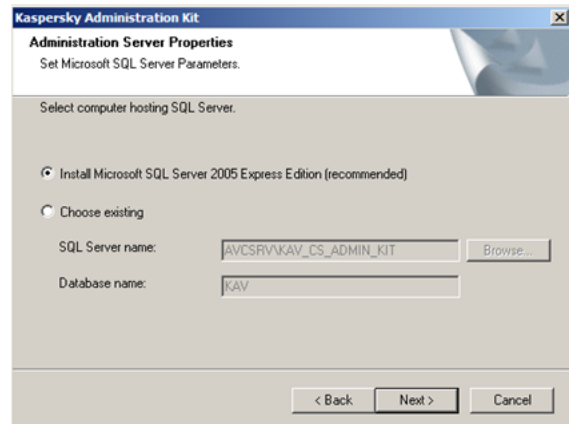 Kaspersky Administration Kit
Administration Server Properties
Set Microsoft SQL Server Parameters.
Select computer hosting SQL Server.
Install Microsoft SQL Server 2005 Express Edition (recommended)
Choose existing
SQL Server name: AVCSRV\KAV_CS_ADMIN_KIT Browse...
Database name: KAV
< Back Next > Cancel